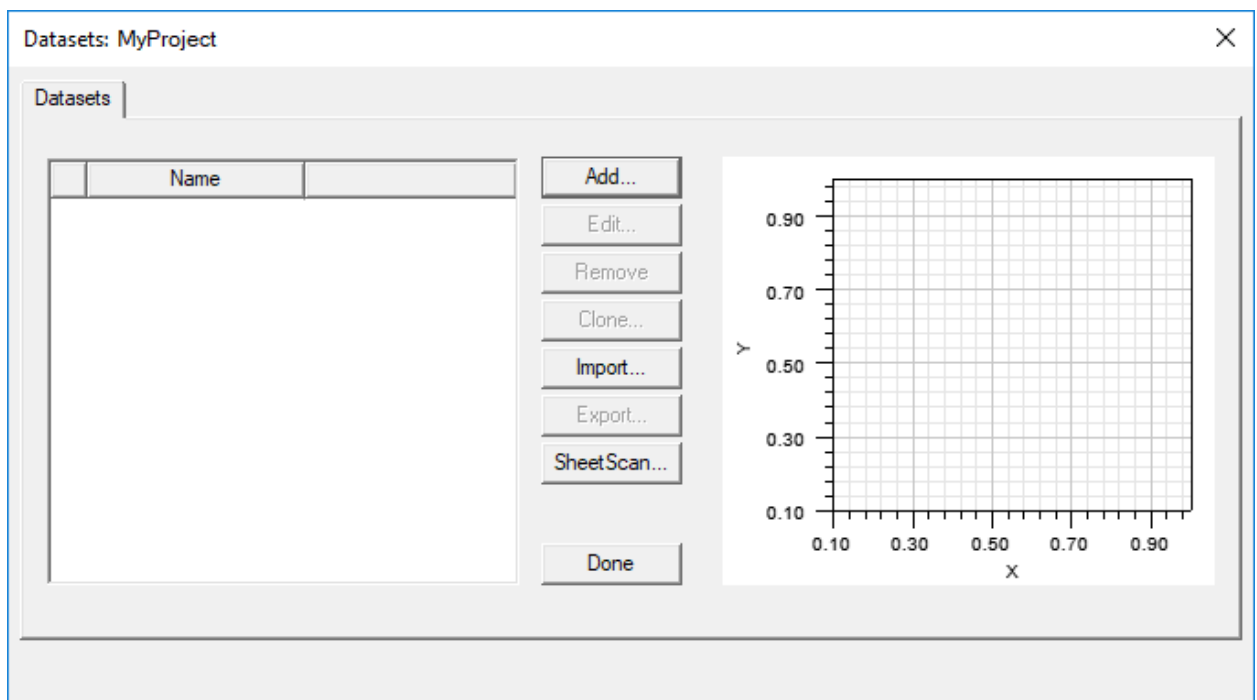 Datasets: MyProject
Datasets
Name
Add...
Edit...
Remove
Clone...
Import...
Export...
SheetScan...
Done
0.90
0.70
0.50
0.30
0.10
Y
0.10 0.30 0.50 0.70 0.90
X